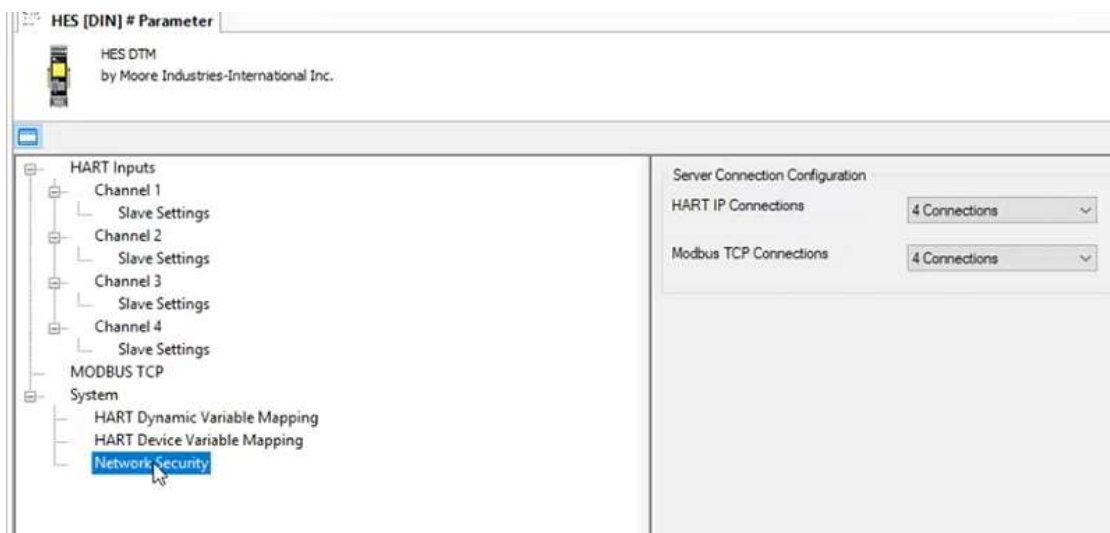 HES [DIN] # Parameter
HES DTM
by Moore Industries-International Inc.
HART Inputs
Channel 1
Slave Settings
Channel 2
Slave Settings
Channel 3
Slave Settings
Channel 4
Slave Settings
MODBUS TCP
System
HART Dynamic Variable Mapping
HART Device Variable Mapping
Network Security
Server Connection Configuration
HART IP Connections
4 Connections
Modbus TCP Connections
4 Connections